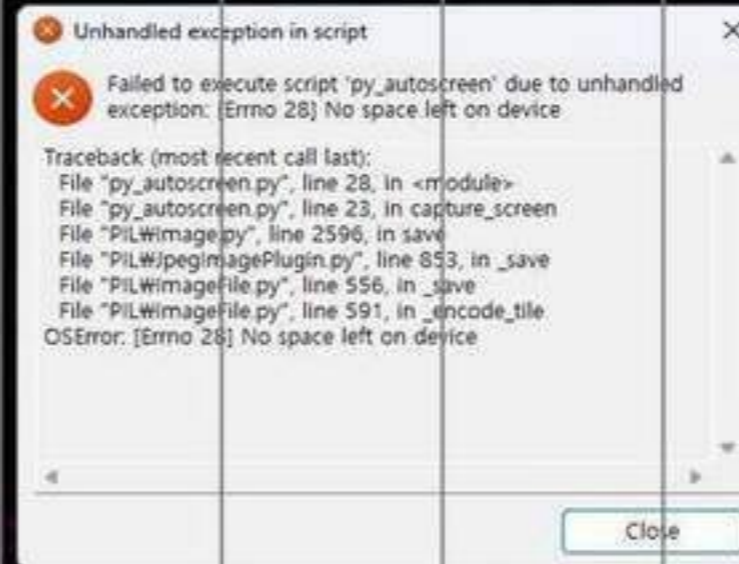 Unhandled exception in script
Failed to execute script 'py_autoscreen' due to unhandled
exception: [Errno 28] No space left on device
Traceback (most recent call last):
File "py_autoscreen.py", line 28, in <module>
File "py_autoscreen.py", line 23, in capture_screen
File "PIL₩Image.py", line 2596, in save
File "PIL₩JpegImagePlugin.py", line 853, in _save
File "PIL₩ImageFile.py", line 556, in _save
File "PIL₩ImageFile.py", line 591, in _encode_tile
OSError: [Errno 28] No space left on device
Close